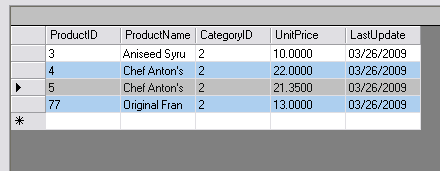 ProductID ProductName CategoryID UnitPrice LastUpdate
3 Aniseed Syru 2 10.0000 03/26/2009
4 Chef Anton's 2 22.0000 03/26/2009
5 Chef Anton's 2 21.3500 03/26/2009
77 Original Fran 2 13.0000 03/26/2009